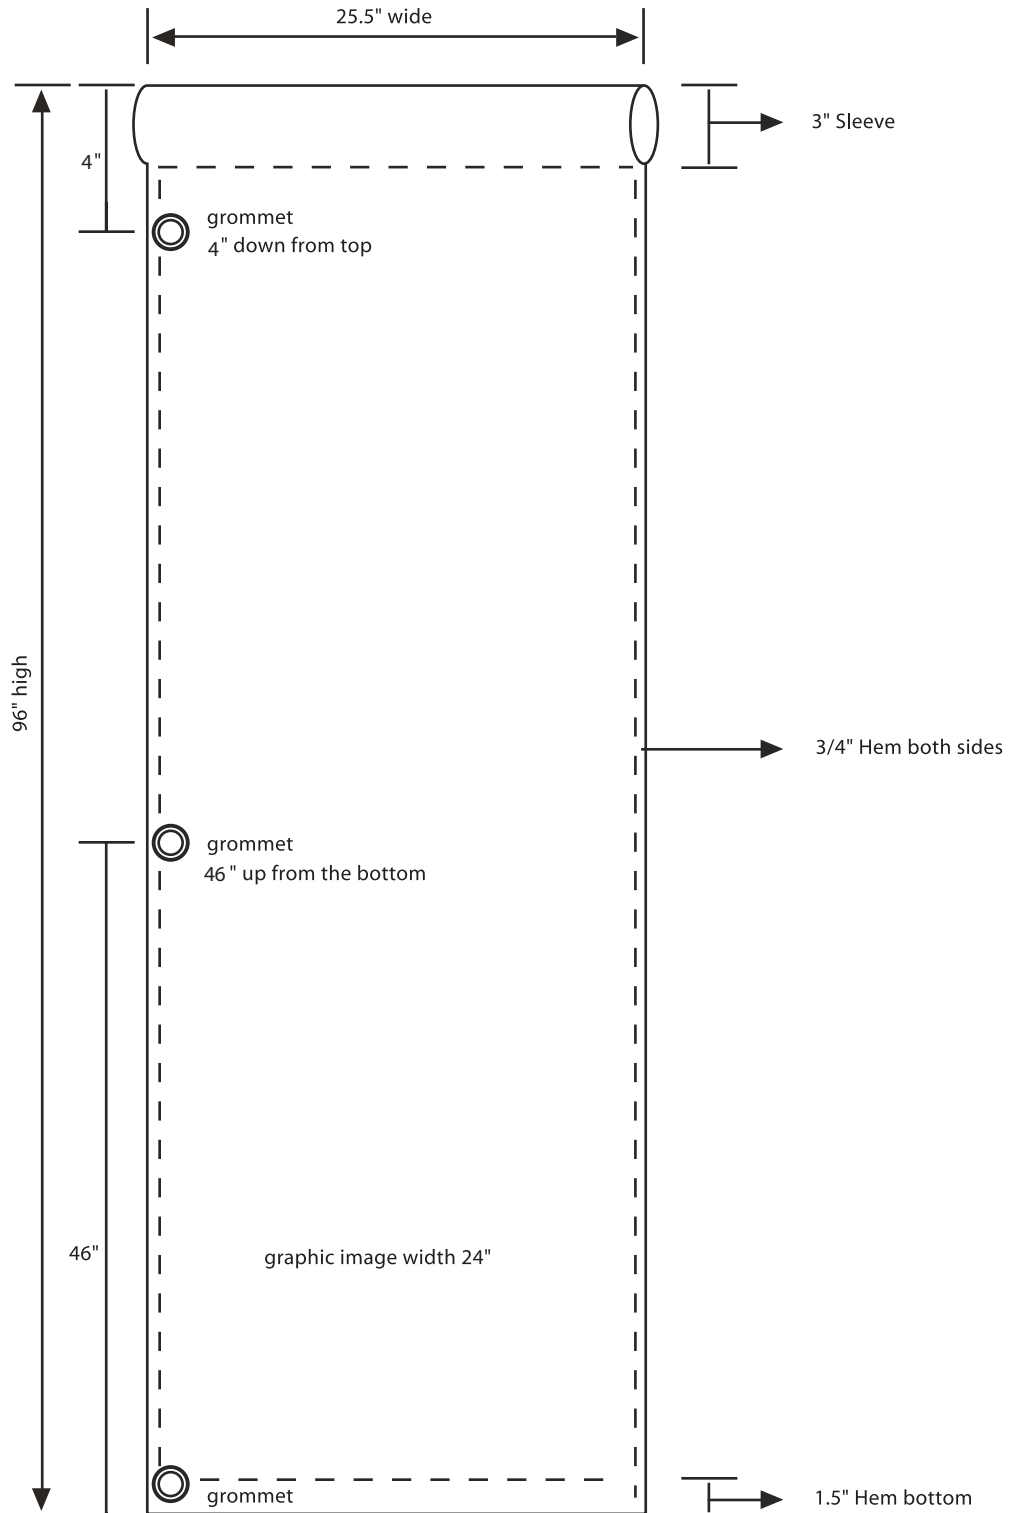 25.5" wide
3" Sleeve
4"
grommet
4" down from top
96" high
3/4" Hem both sides
grommet
46 " up from the bottom
46"
graphic image width 24"
grommet
1.5" Hem bottom